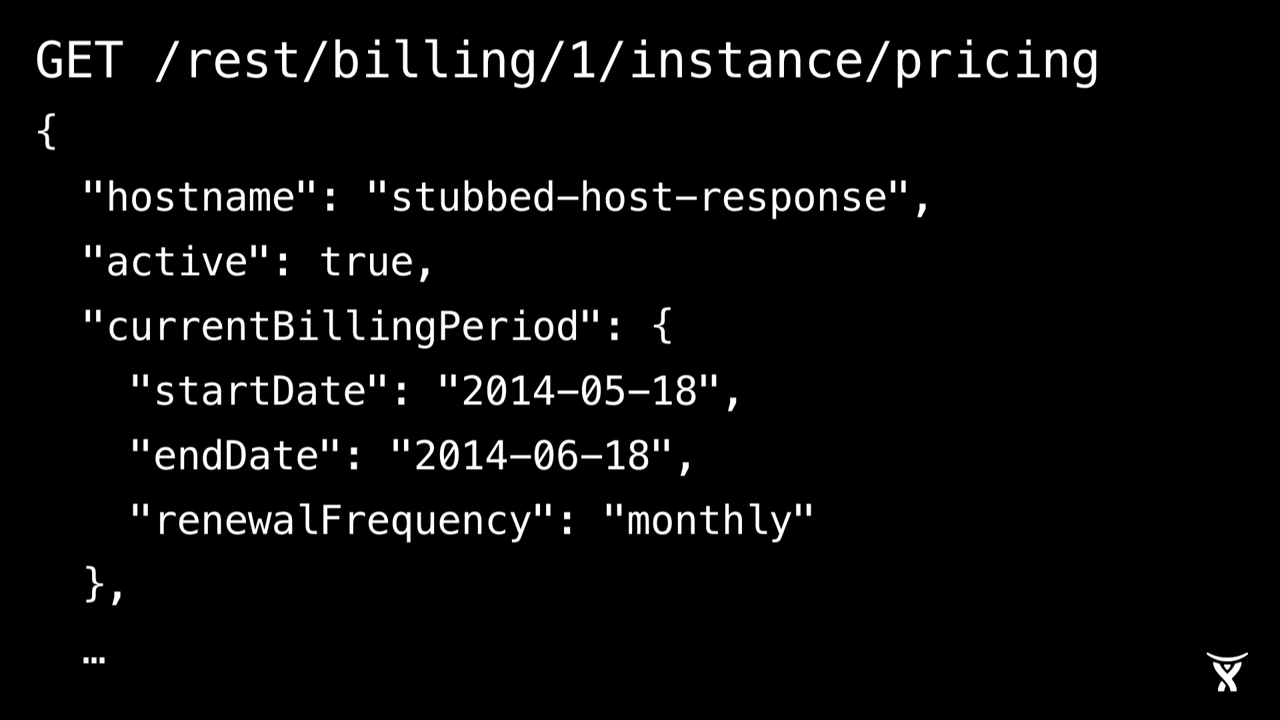 GET /rest/billing/1/instance/pricing
{
  "hostname": "stubbed-host-response",
  "active": true,
  "currentBillingPeriod": {
    "startDate": "2014-05-18",
    "endDate": "2014-06-18",
    "renewalFrequency": "monthly"
  },
  …